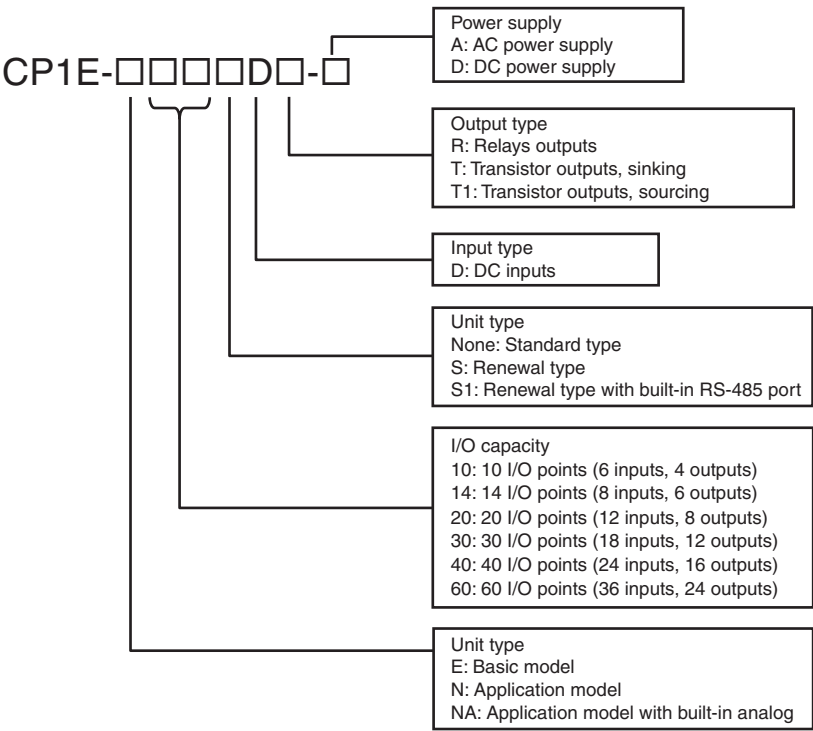 CP1E-□□□□D□-□
Power supply
A: AC power supply
D: DC power supply
Output type
R: Relays outputs
T: Transistor outputs, sinking
T1: Transistor outputs, sourcing
Input type
D: DC inputs
Unit type
None: Standard type
S: Renewal type
S1: Renewal type with built-in RS-485 port
I/O capacity
10: 10 I/O points (6 inputs, 4 outputs)
14: 14 I/O points (8 inputs, 6 outputs)
20: 20 I/O points (12 inputs, 8 outputs)
30: 30 I/O points (18 inputs, 12 outputs)
40: 40 I/O points (24 inputs, 16 outputs)
60: 60 I/O points (36 inputs, 24 outputs)
Unit type
E: Basic model
N: Application model
NA: Application model with built-in analog